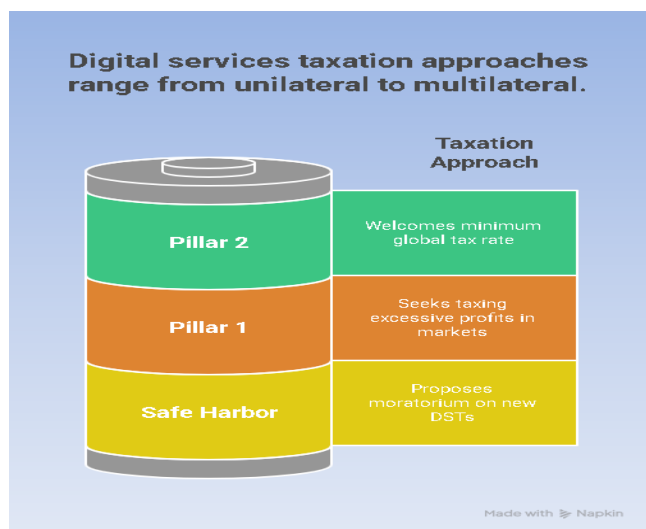 Digital services taxation approaches
range from unilateral to multilateral.
Taxation
Approach
Pillar 2
Welcomes minimum
global tax rate
Pillar 1
Seeks taxing
excessive profits in
markets
Safe Harbor
Proposes
moratorium on new
DSTs
Made with Napkin